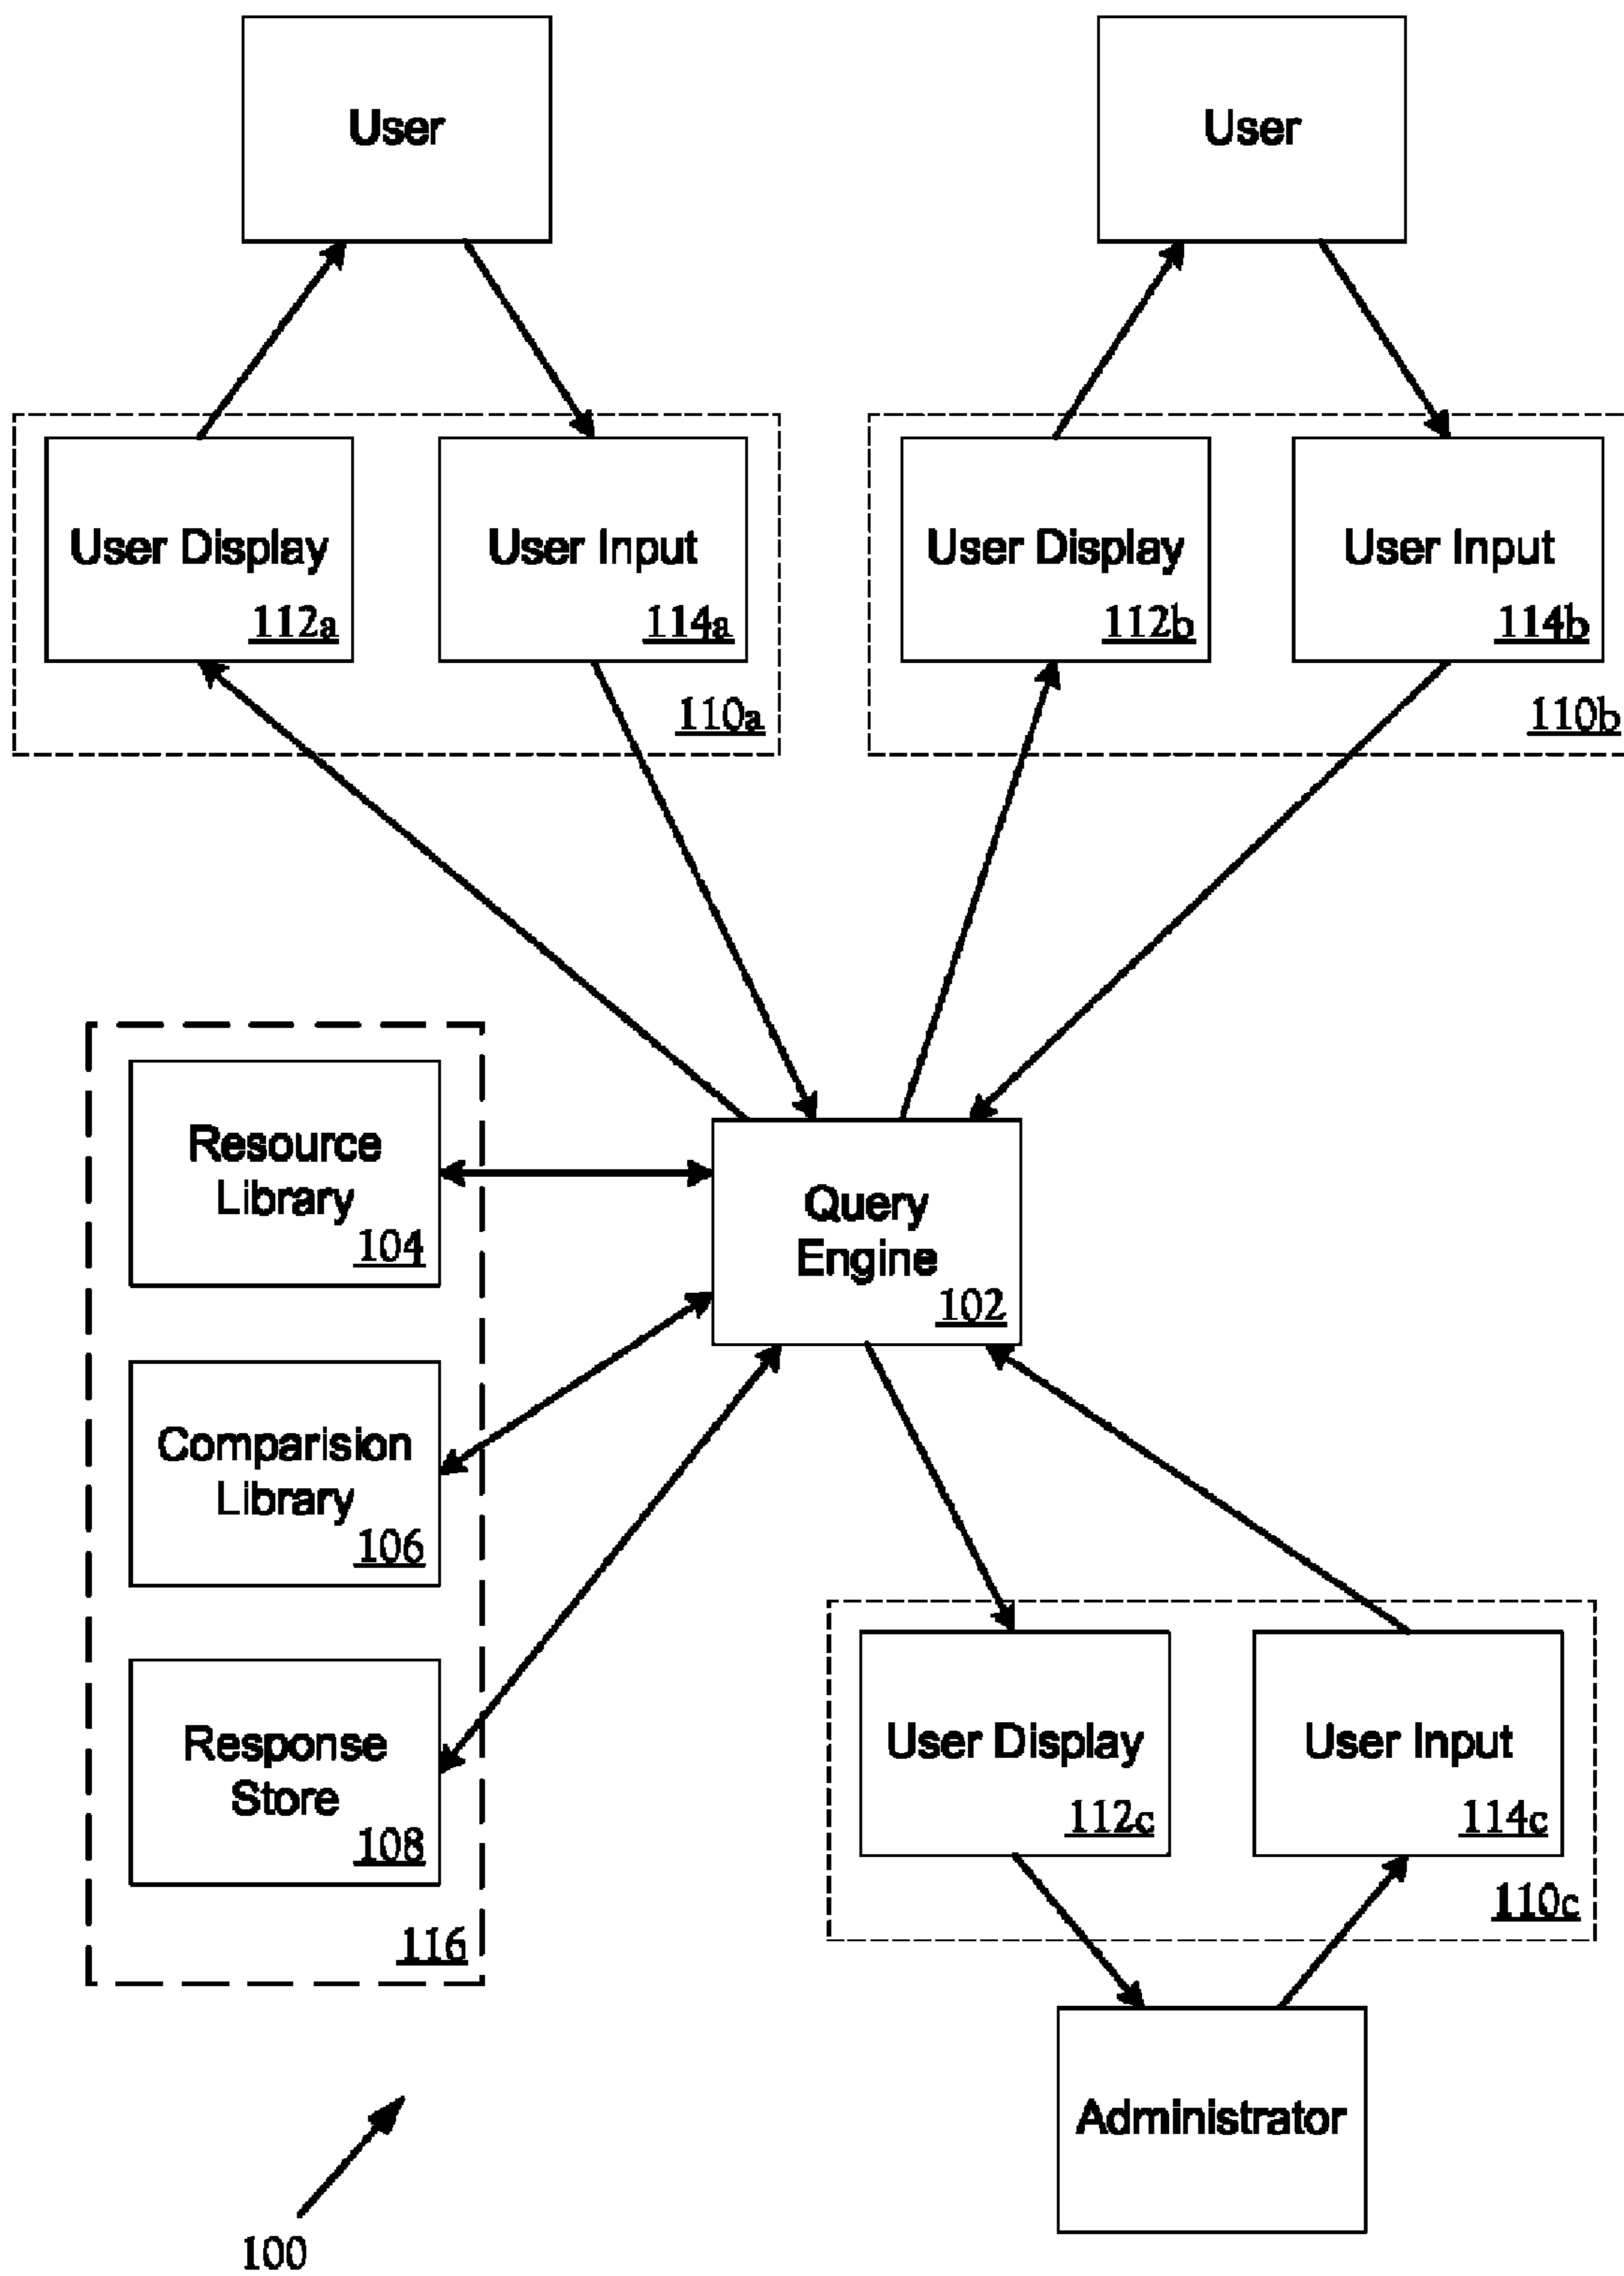 User
User
User Display
112a
User Input
114a
110a
User Display
112b
User Input
114b
110b
Resource
Library
104
Query
Engine
102
Comparision
Library
106
Response
Store
108
116
User Display
112c
User Input
114c
110c
Administrator
100